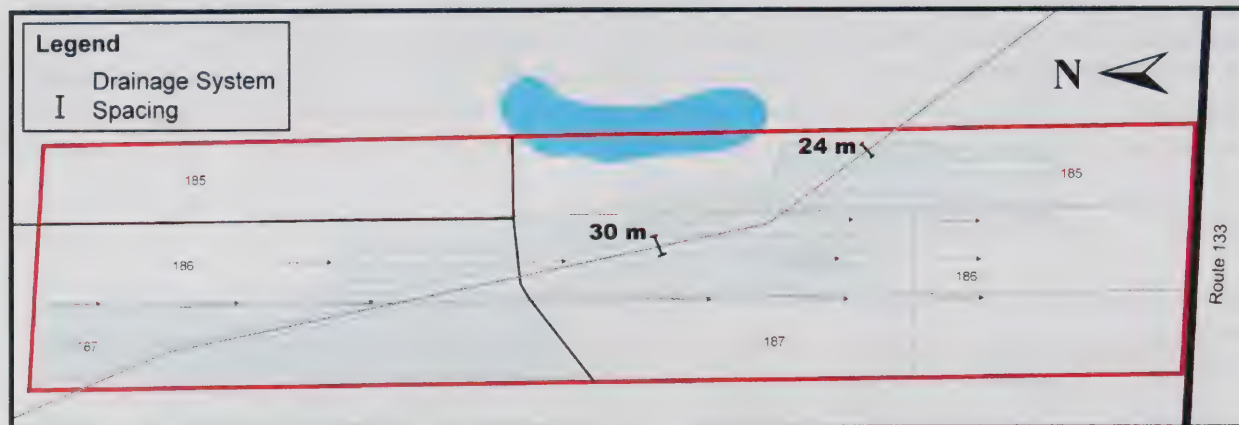 Legend
Drainage System
I Spacing
N
24 m
185
185
30 m
186
186
187
187
Route 133